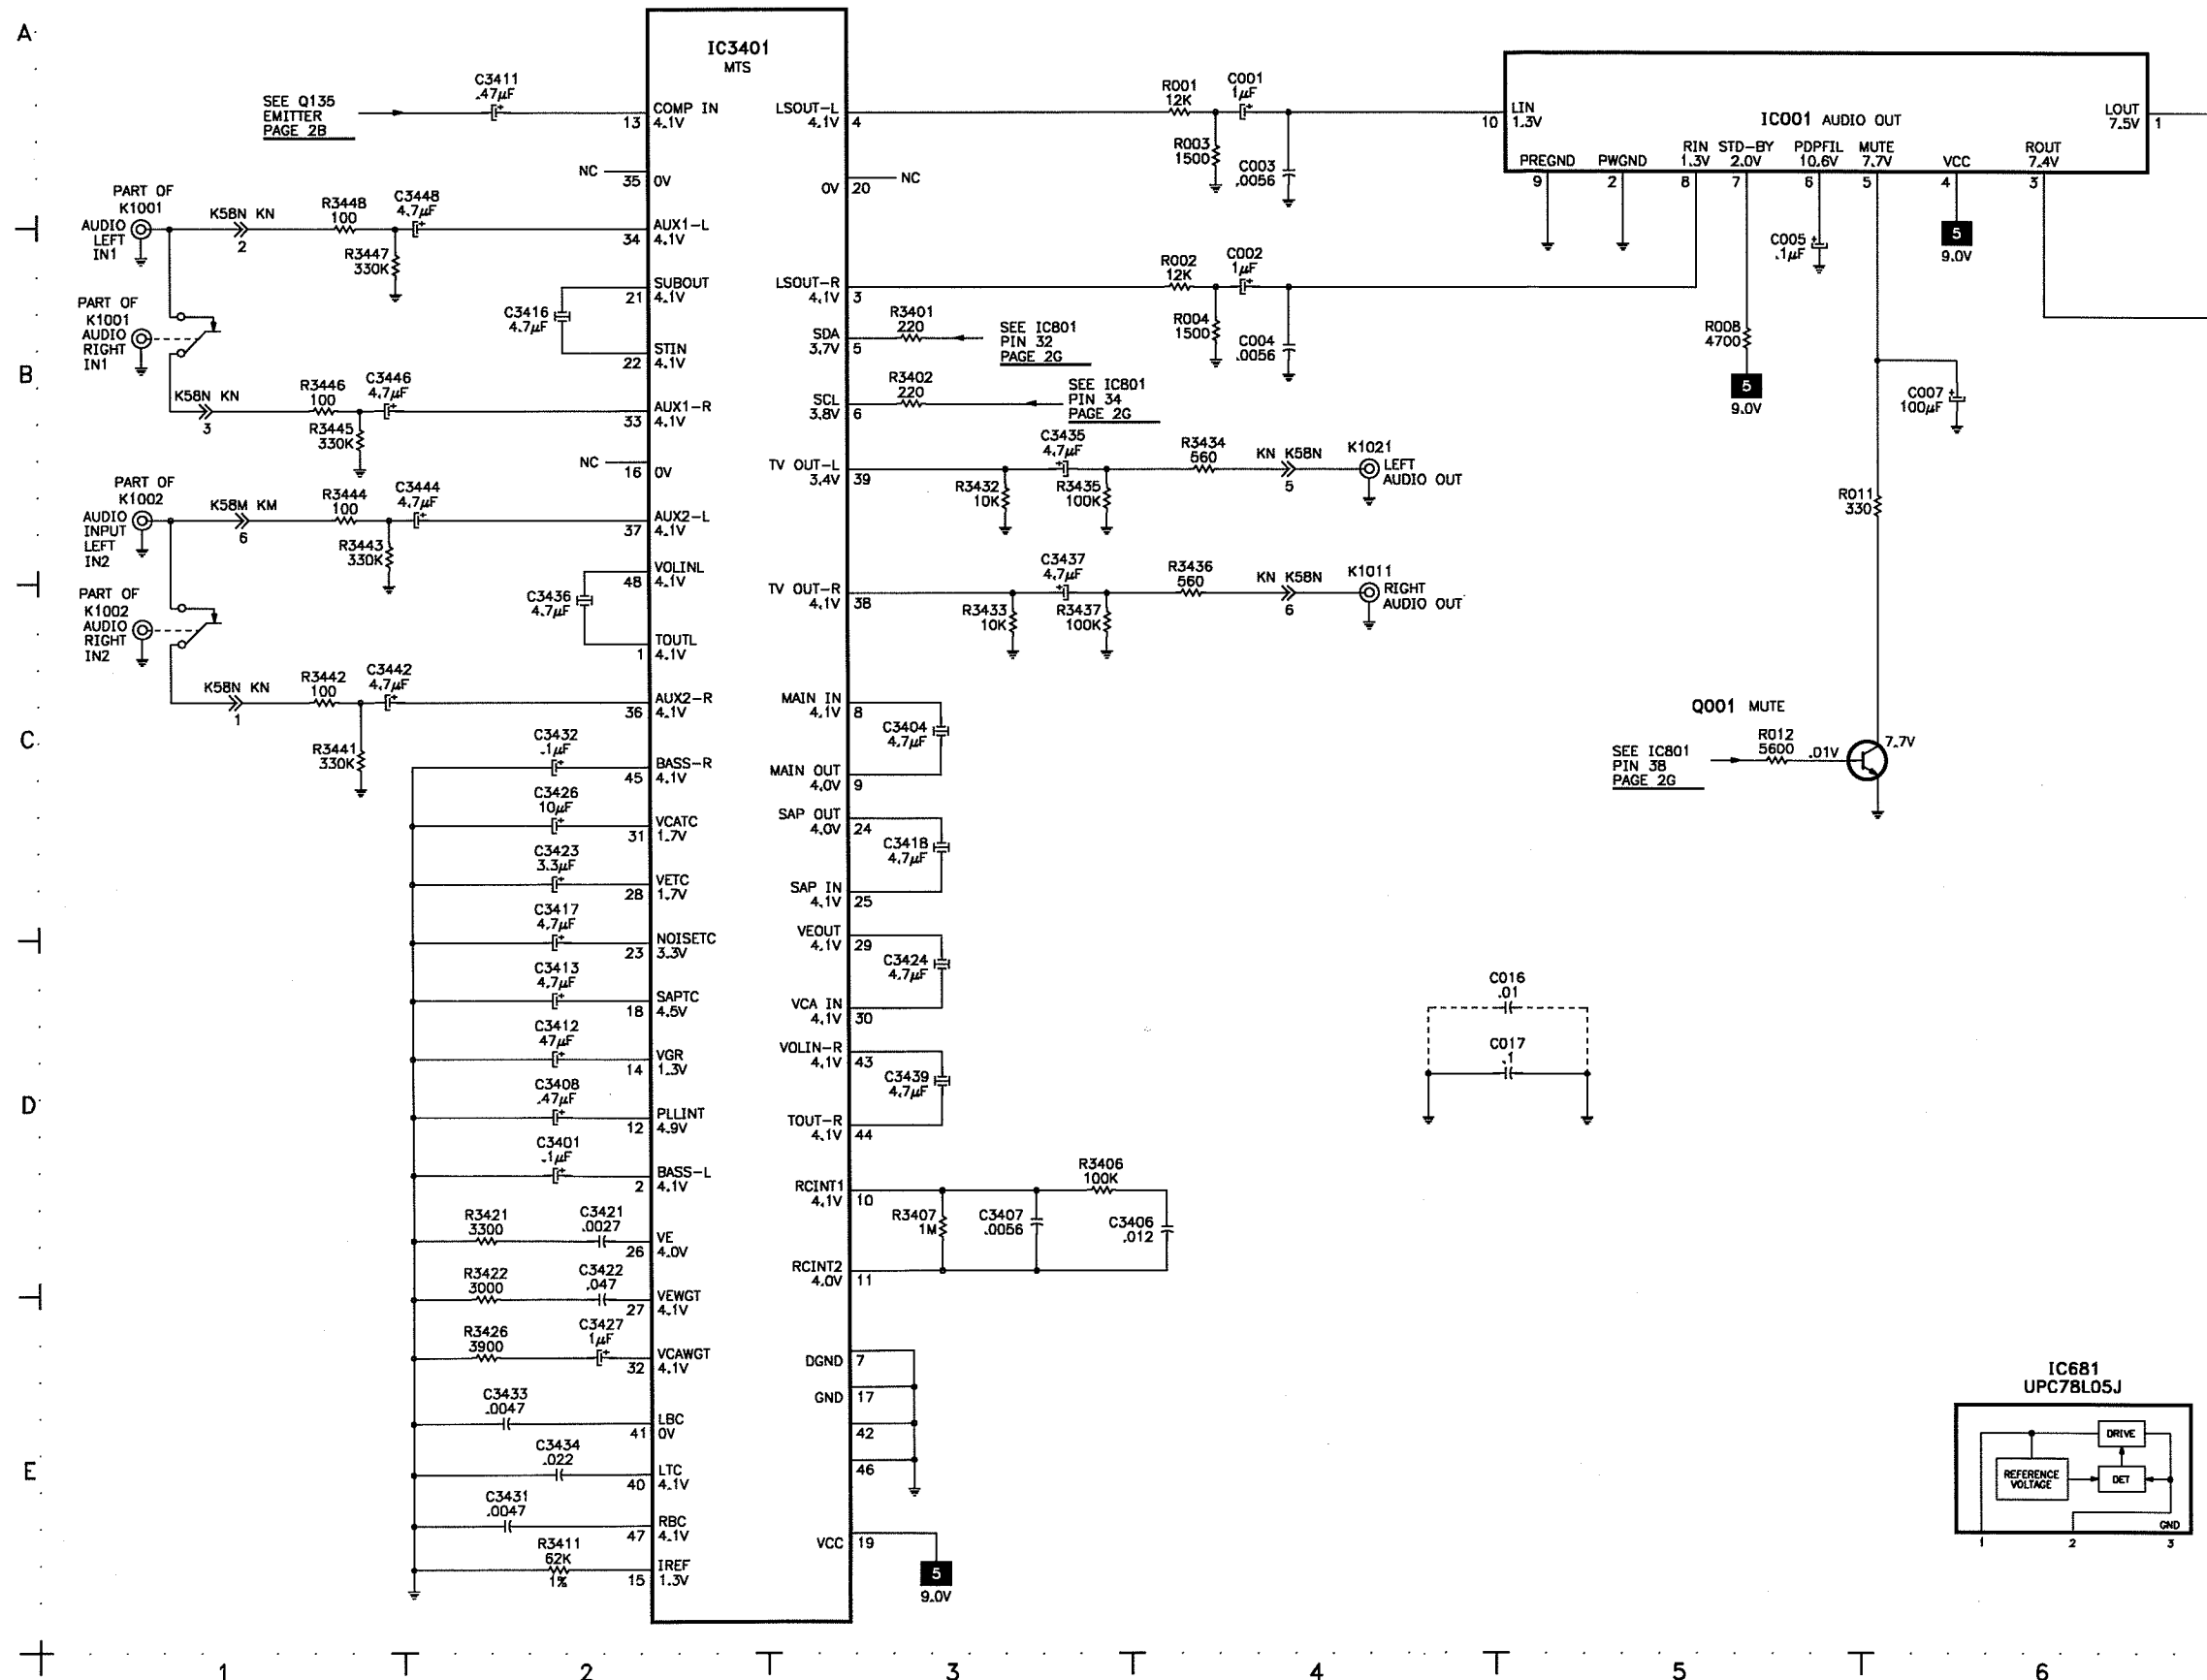 A
IC3401
MTS
SEE Q135
EMITTER
PAGE 2B
C3411
.47µF
13
COMP IN
4.1V
NC
35
0V
PART OF
K1001
AUDIO
LEFT
IN1
K58N KN
2
R3448
100
C3448
4.7µF
R3447
330K
34
AUX1-L
4.1V
C3416
4.7µF
21
SUBOUT
4.1V
22
STIN
4.1V
PART OF
K1001
AUDIO
RIGHT
IN1
B
K58N KN
3
R3446
100
C3446
4.7µF
R3445
330K
33
AUX1-R
4.1V
NC
16
0V
PART OF
K1002
AUDIO
INPUT
LEFT
IN2
K58M KM
6
R3444
100
C3444
4.7µF
R3443
330K
37
AUX2-L
4.1V
C3436
4.7µF
48
VOLINL
4.1V
1
TOUTL
4.1V
PART OF
K1002
AUDIO
RIGHT
IN2
K58N KN
1
R3442
100
C3442
4.7µF
R3441
330K
36
AUX2-R
4.1V
C
C3432
.1µF
45
BASS-R
4.1V
C3426
10µF
31
VCATC
1.7V
C3423
3.3µF
28
VETC
1.7V
C3417
4.7µF
23
NOISETC
3.3V
C3413
4.7µF
18
SAPTC
4.5V
C3412
47µF
14
VGR
1.3V
D
C3408
.47µF
12
PLLINT
4.9V
C3401
.1µF
2
BASS-L
4.1V
R3421
3300
C3421
.0027
26
VE
4.0V
R3422
3000
C3422
.047
27
VEWGT
4.1V
R3426
3900
C3427
1µF
32
VCAWGT
4.1V
C3433
.0047
41
LBC
0V
E
C3434
.022
40
LTC
4.1V
C3431
.0047
47
RBC
4.1V
R3411
62K
1%
15
IREF
1.3V
LSOUT-L
4.1V
4
R001
12K
C001
1µF
R003
1500
C003
.0056
0V
20
NC
LSOUT-R
4.1V
3
R002
12K
C002
1µF
R004
1500
C004
.0056
SDA
3.7V
5
R3401
220
SEE IC801
PIN 32
PAGE 2G
SCL
3.8V
6
R3402
220
SEE IC801
PIN 34
PAGE 2G
TV OUT-L
3.4V
39
R3432
10K
C3435
4.7µF
R3435
100K
R3434
560
KN K58N
5
K1021
LEFT
AUDIO OUT
TV OUT-R
4.1V
38
R3433
10K
C3437
4.7µF
R3437
100K
R3436
560
KN K58N
6
K1011
RIGHT
AUDIO OUT
MAIN IN
4.1V
8
C3404
4.7µF
MAIN OUT
4.0V
9
SAP OUT
4.0V
24
C3418
4.7µF
SAP IN
4.1V
25
VEOUT
4.1V
29
C3424
4.7µF
VCA IN
4.1V
30
VOLIN-R
4.1V
43
C3439
4.7µF
TOUT-R
4.1V
44
RCINT1
4.1V
10
R3407
1M
C3407
.0056
R3406
100K
C3406
.012
RCINT2
4.0V
11
DGND
7
GND
17
42
46
VCC
19
5
9.0V
10
LIN
1.3V
IC001 AUDIO OUT
LOUT
7.5V
1
PREGND
9
PWGND
2
RIN
1.3V
8
STD-BY
2.0V
7
PDPFIL
10.6V
6
MUTE
7.7V
5
VCC
4
ROUT
7.4V
3
C005
.1µF
5
9.0V
R008
4700
5
9.0V
C007
100µF
R011
330
Q001 MUTE
SEE IC801
PIN 38
PAGE 2G
R012
5600
.01V
7.7V
C016
.01
C017
.1
IC681
UPC78L05J
DRIVE
REFERENCE
VOLTAGE
DET
GND
1
2
3
1
2
3
4
5
6